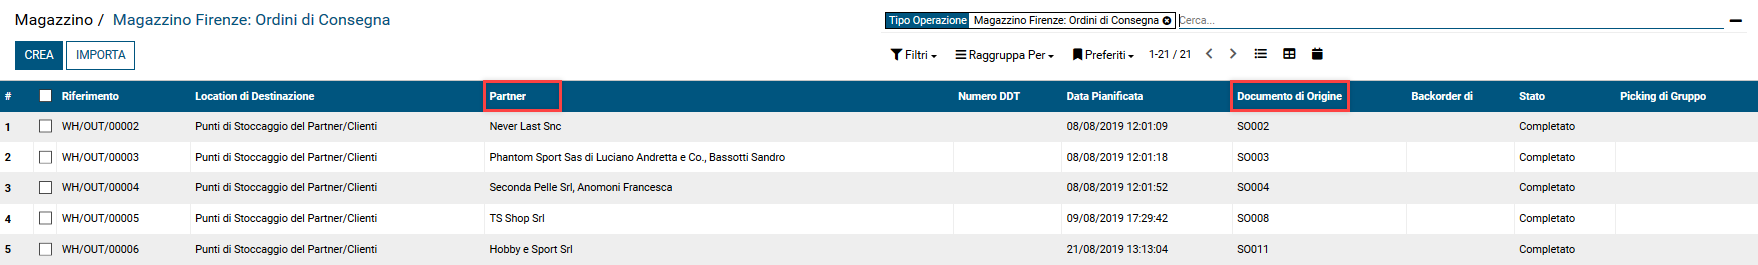 Magazzino / Magazzino Firenze: Ordini di Consegna
Tipo Operazione Magazzino Firenze: Ordini di Consegna Cerca...
CREA IMPORTA Filtri Raggruppa Per Preferiti 1-21 / 21
# Riferimento Location di Destinazione Partner Numero DDT Data Pianificata Documento di Origine Backorder di Stato Picking di Gruppo
1 WH/OUT/00002 Punti di Stoccaggio del Partner/Clienti Never Last Snc 08/08/2019 12:01:09 SO002 Completato
2 WH/OUT/00003 Punti di Stoccaggio del Partner/Clienti Phantom Sport Sas di Luciano Andretta e Co., Bassotti Sandro 08/08/2019 12:01:18 SO003 Completato
3 WH/OUT/00004 Punti di Stoccaggio del Partner/Clienti Seconda Pelle Srl, Anomoni Francesca 08/08/2019 12:01:52 SO004 Completato
4 WH/OUT/00005 Punti di Stoccaggio del Partner/Clienti TS Shop Srl 09/08/2019 17:29:42 SO008 Completato
5 WH/OUT/00006 Punti di Stoccaggio del Partner/Clienti Hobby e Sport Srl 21/08/2019 13:13:04 SO011 Completato